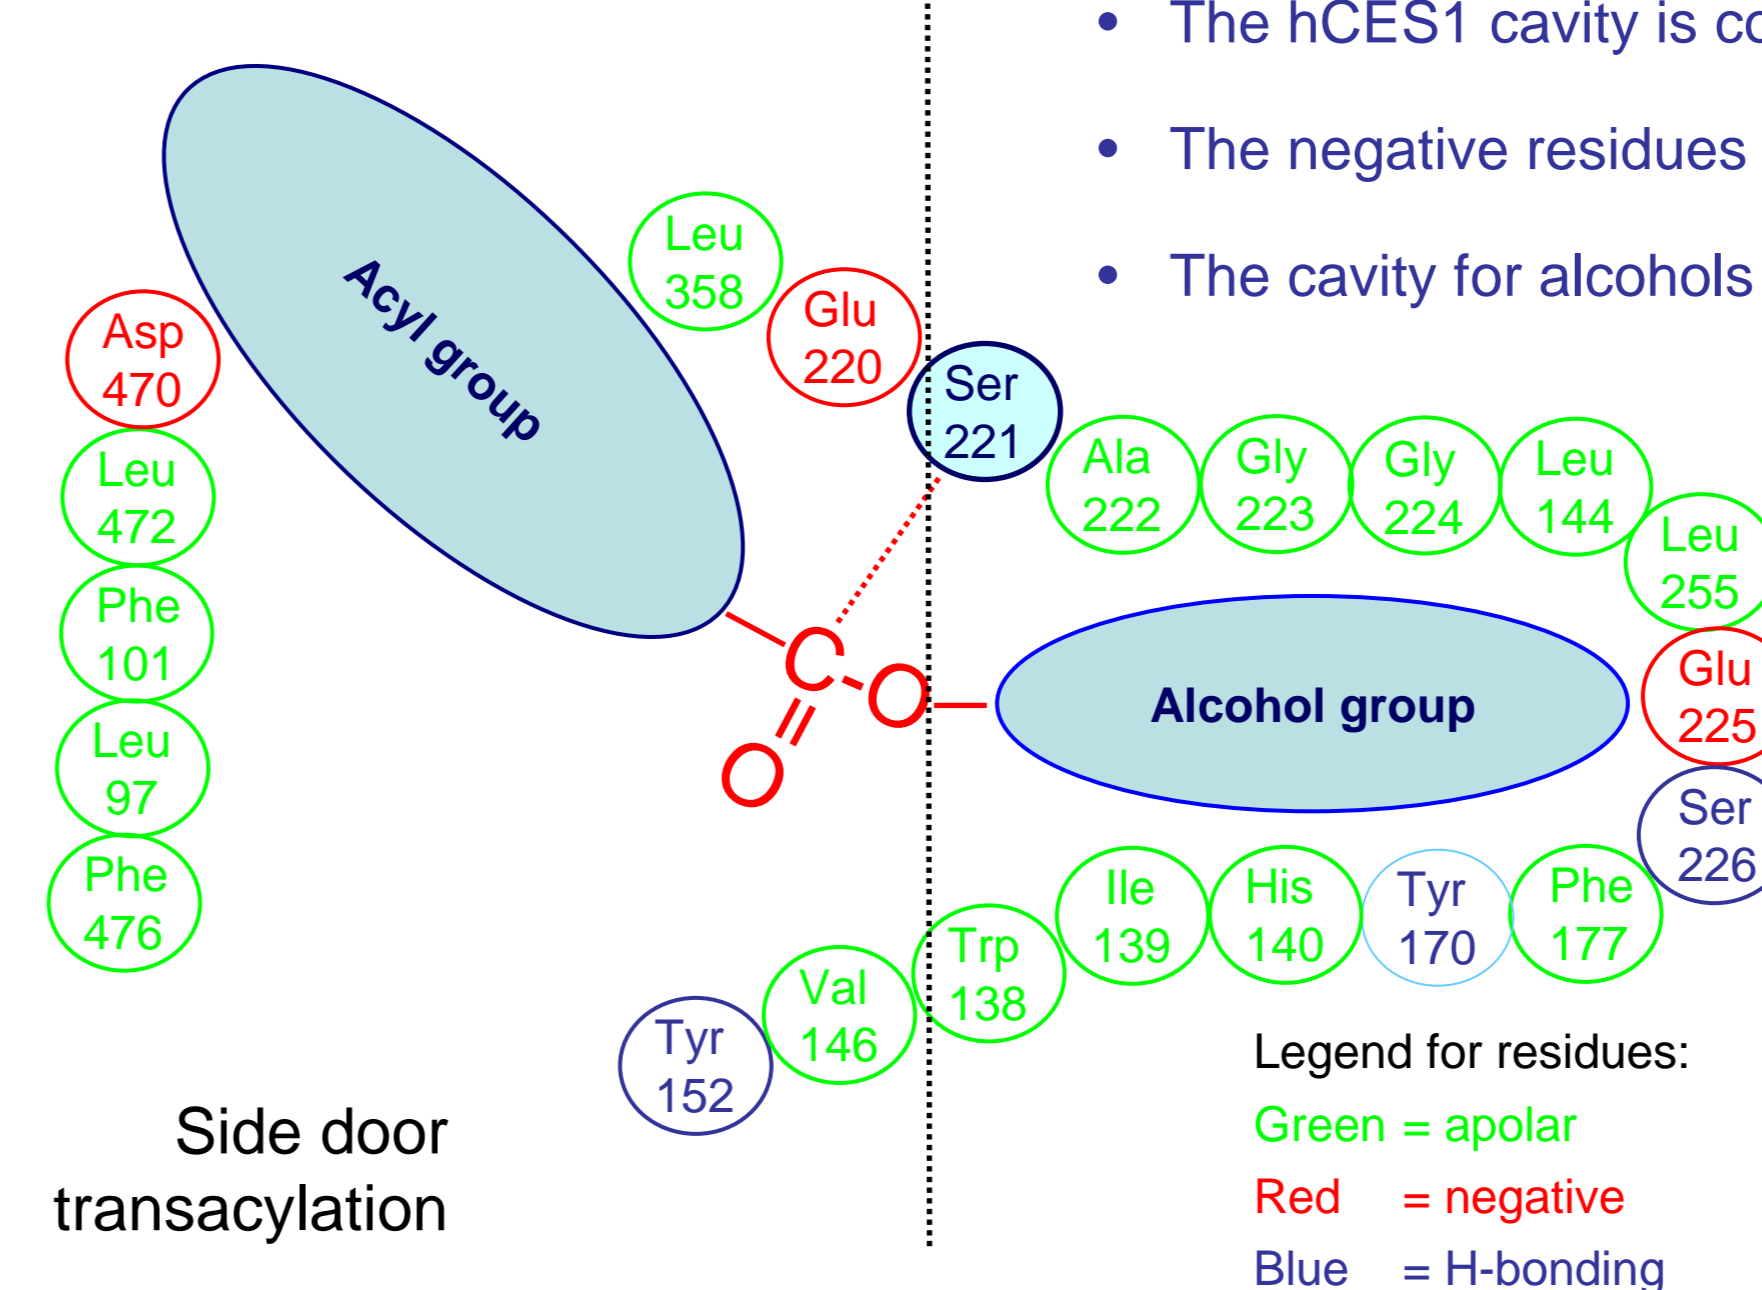 • The hCES1 cavity is
• The negative residues
• The cavity for alcohols
Leu
358
Glu
220
Asp
470
Acyl group
Ser
221
Leu
472
Ala
222
Gly
223
Gly
224
Leu
144
Leu
255
Phe
101
C
O
O
Alcohol group
Glu
225
Leu
97
Ser
226
Phe
476
Ile
139
His
140
Tyr
170
Phe
177
Trp
138
Val
146
Tyr
152
Side door
transacylation
Legend for residues:
Green = apolar
Red = negative
Blue = H-bonding